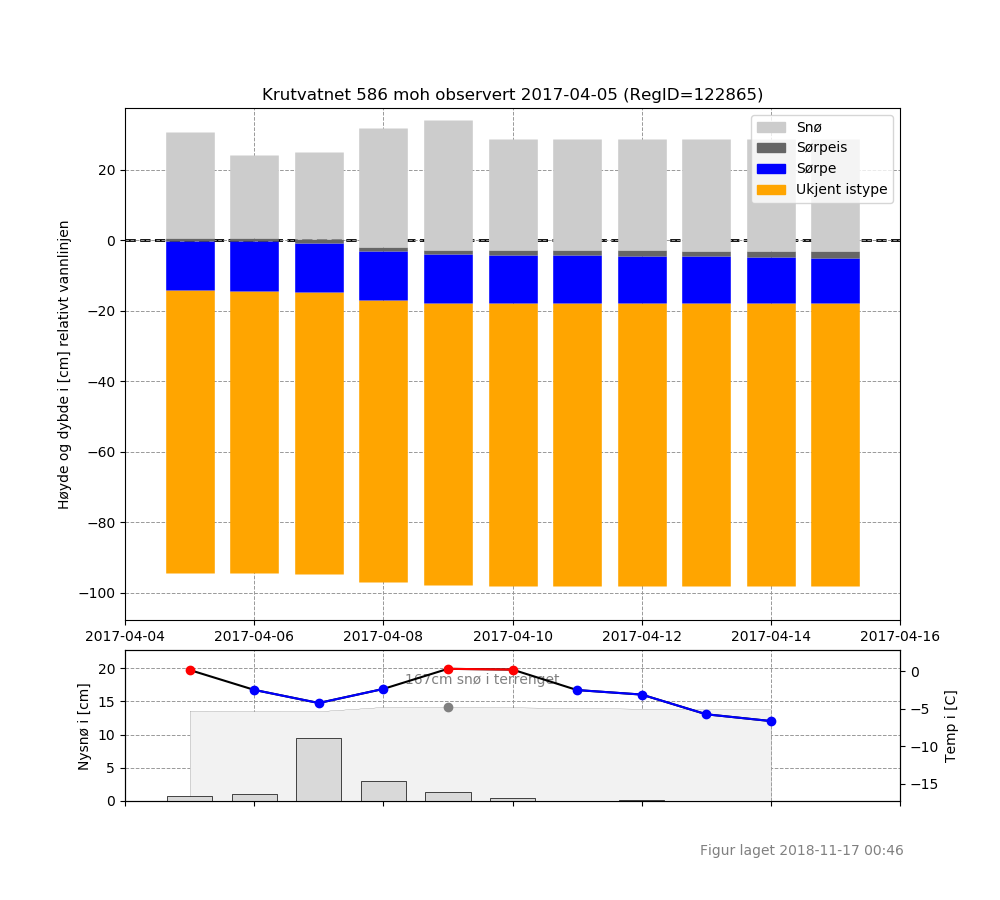 Krutvatnet 586 moh observert 2017-04-05 (RegID=122865)
Snø
Sørpeis
Sørpe
Ukjent istype
Høyde og dybde i [cm] relativt vannlinjen
20
0
−20
−40
−60
−80
−100
2017-04-04 2017-04-06 2017-04-08 2017-04-10 2017-04-12 2017-04-14 2017-04-16
Nysnø i [cm]
20
15
10
5
0
167cm snø i terrenget
0
−5
−10
−15
Temp i [C]
Figur laget 2018-11-17 00:46